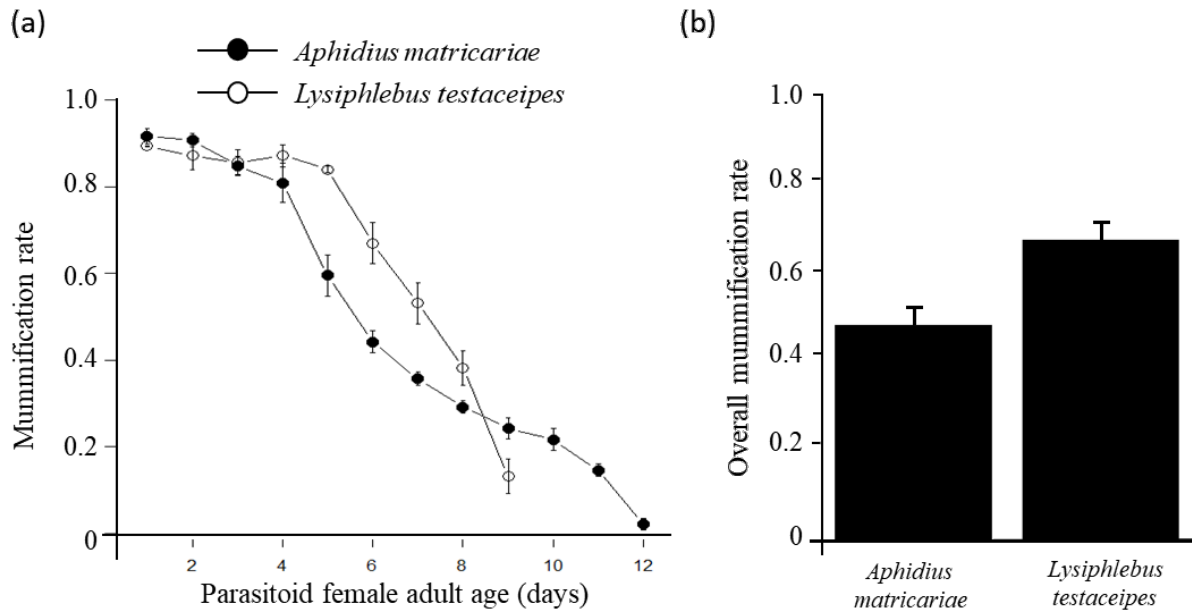 (a)
Aphidius matricariae
Lysiphlebus testaceipes
1.0
0.8
0.6
0.4
0.2
0
Mummification rate
2 4 6 8 10 12
Parasitoid female adult age (days)
(b)
1.0
0.8
0.6
0.4
0.2
0
Overall mummification rate
Aphidius
matricariae
Lysiphlebus
testaceipes